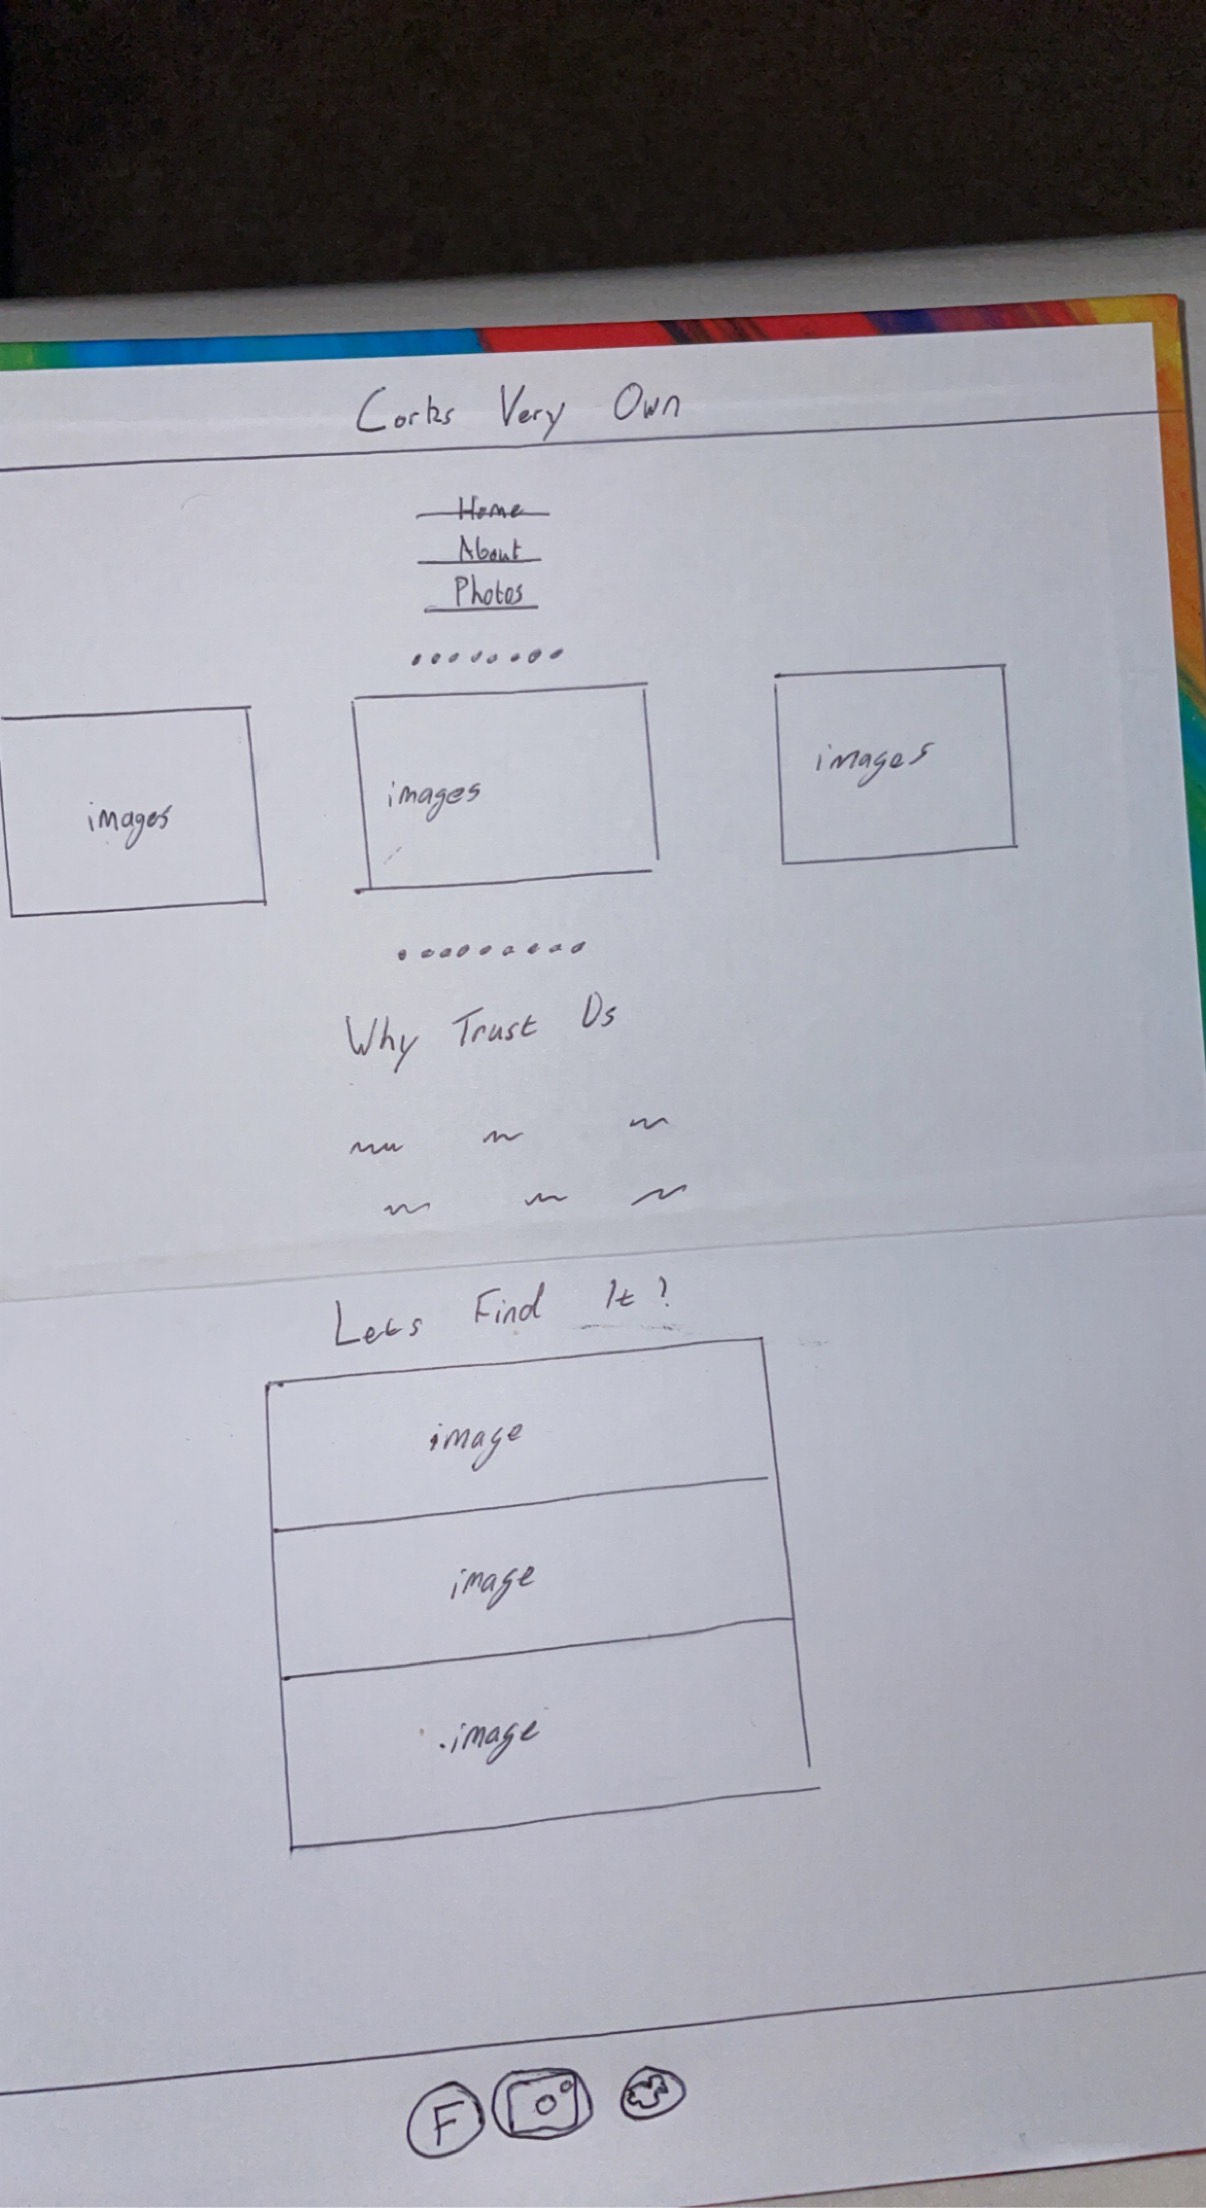 Corks Very Own
Home
About
Photos
images images images
Why Trust Us
Lets Find It?
image
image
image
F